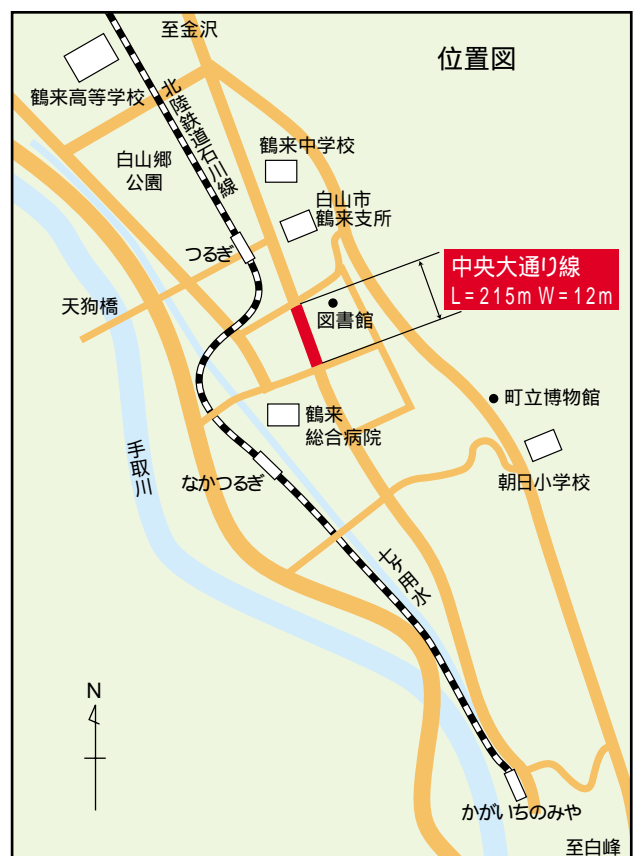 至金沢
位置図
鶴来高等学校
北陸鉄道石川線
鶴来中学校
白山郷
公園
白山市
鶴来支所
つるぎ
中央大通り線
L=215m W=12m
天狗橋
図書館
町立博物館
鶴来
総合病院
手取川
なかつるぎ
朝日小学校
七ヶ用水
N
かがいちのみや
至白峰